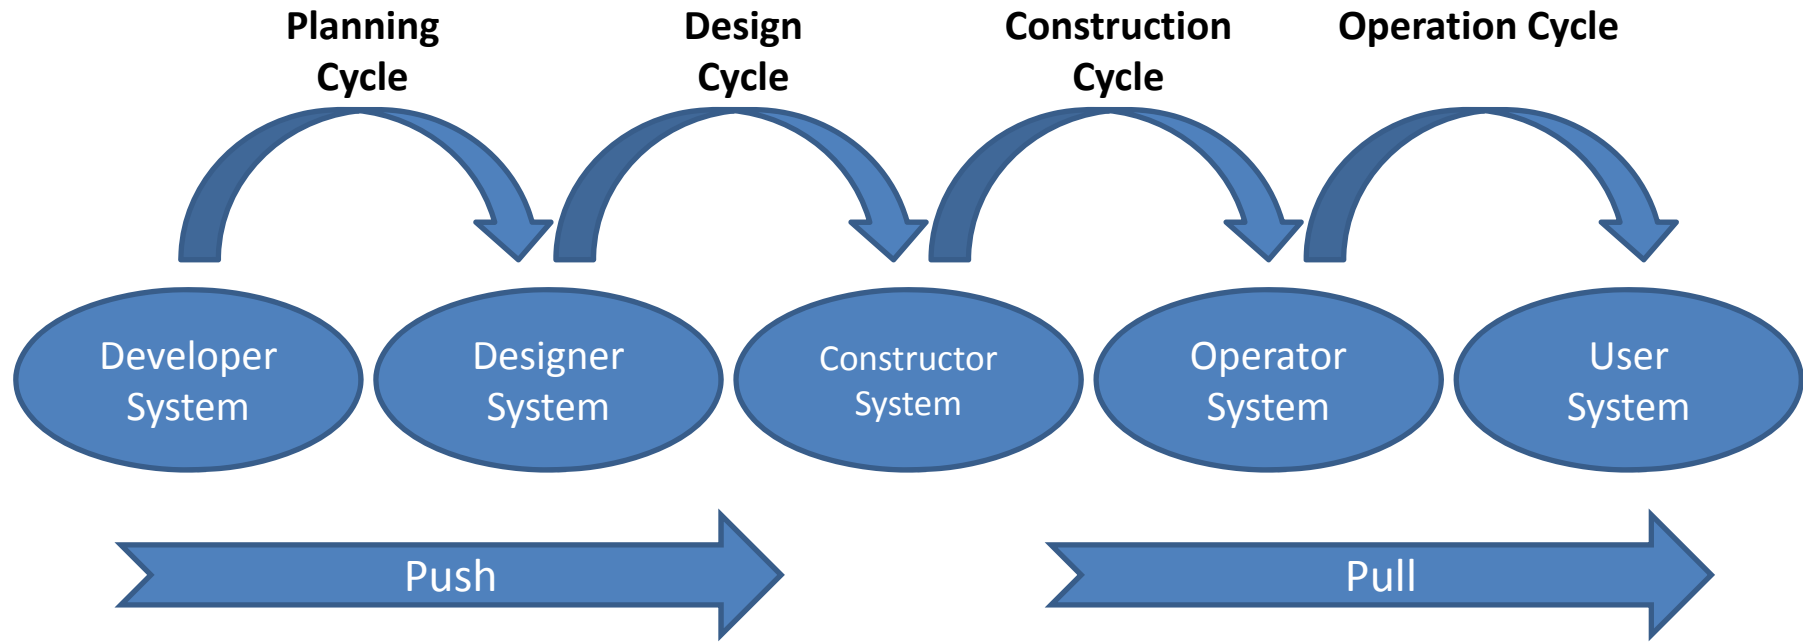 Planning
Cycle
Design
Cycle
Construction
Cycle
Operation Cycle
Developer
System
Designer
System
Constructor
System
Operator
System
User
System
Push
Pull